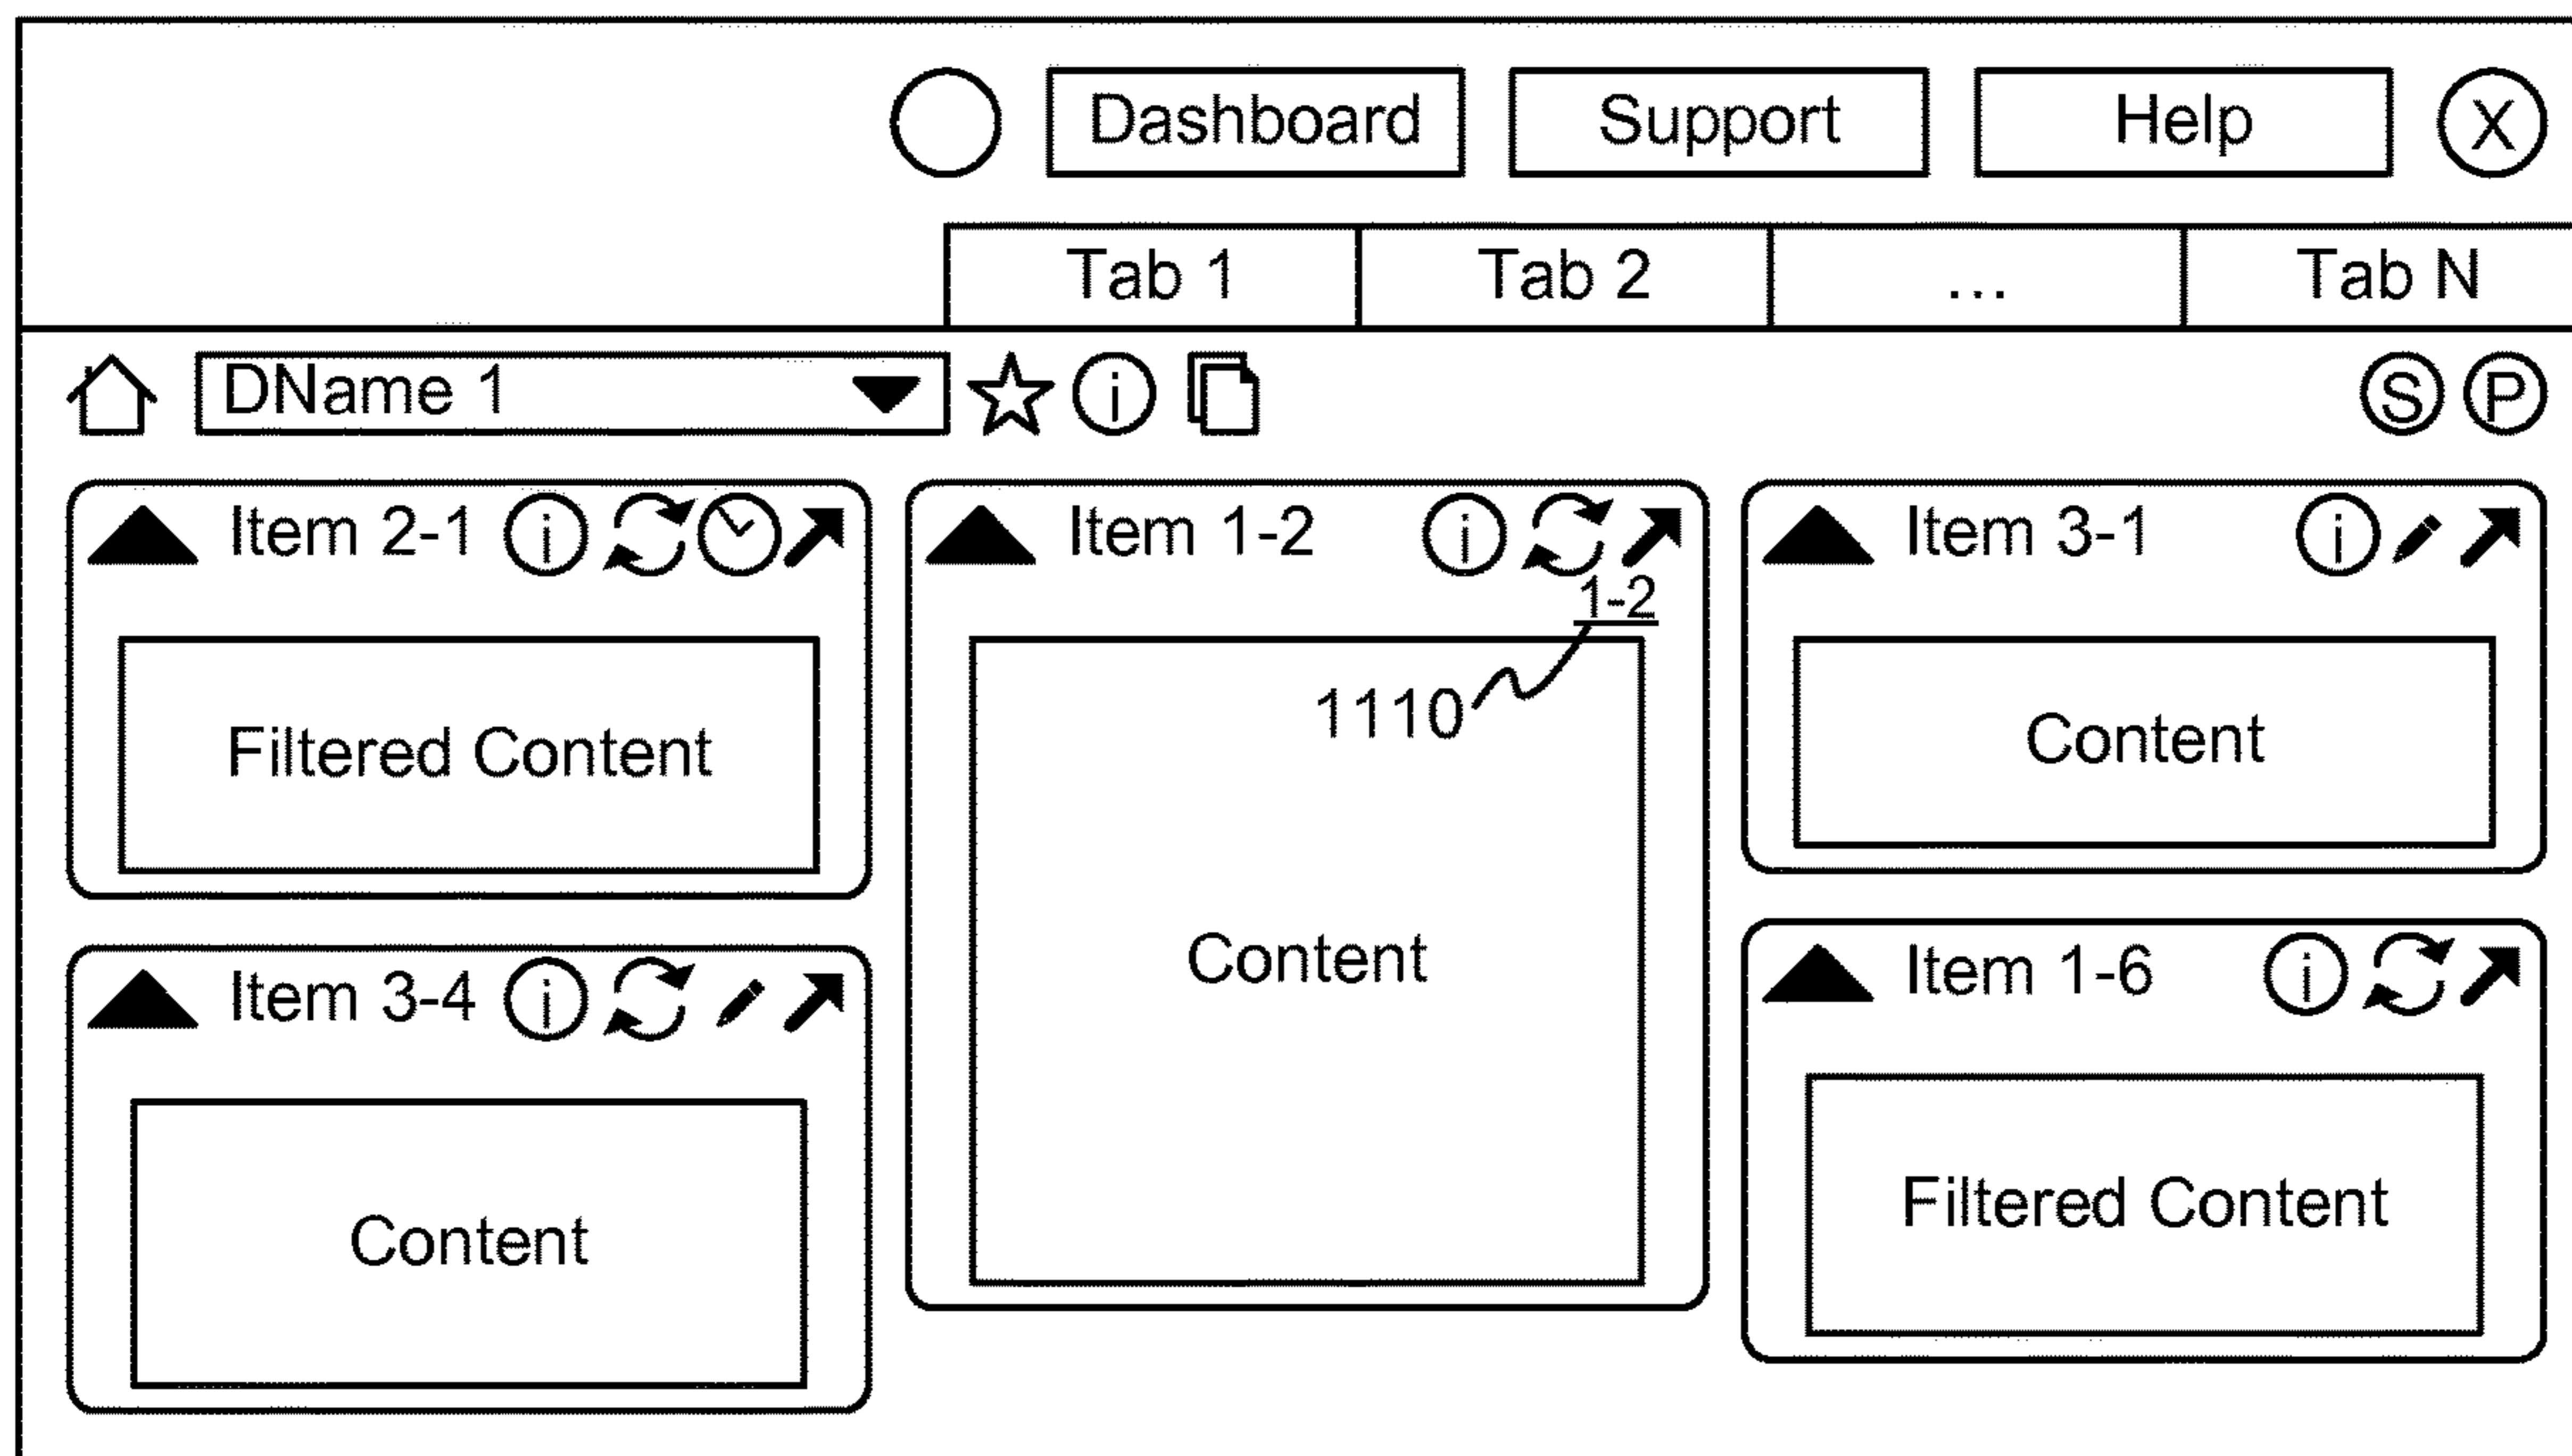 Dashboard Support Help X
Tab 1 Tab 2 ... Tab N
DName 1 i S P
Item 2-1 i
Filtered Content
Item 3-4 i
Content
Item 1-2 i
1-2
1110
Content
Item 3-1 i
Content
Item 1-6 i
Filtered Content